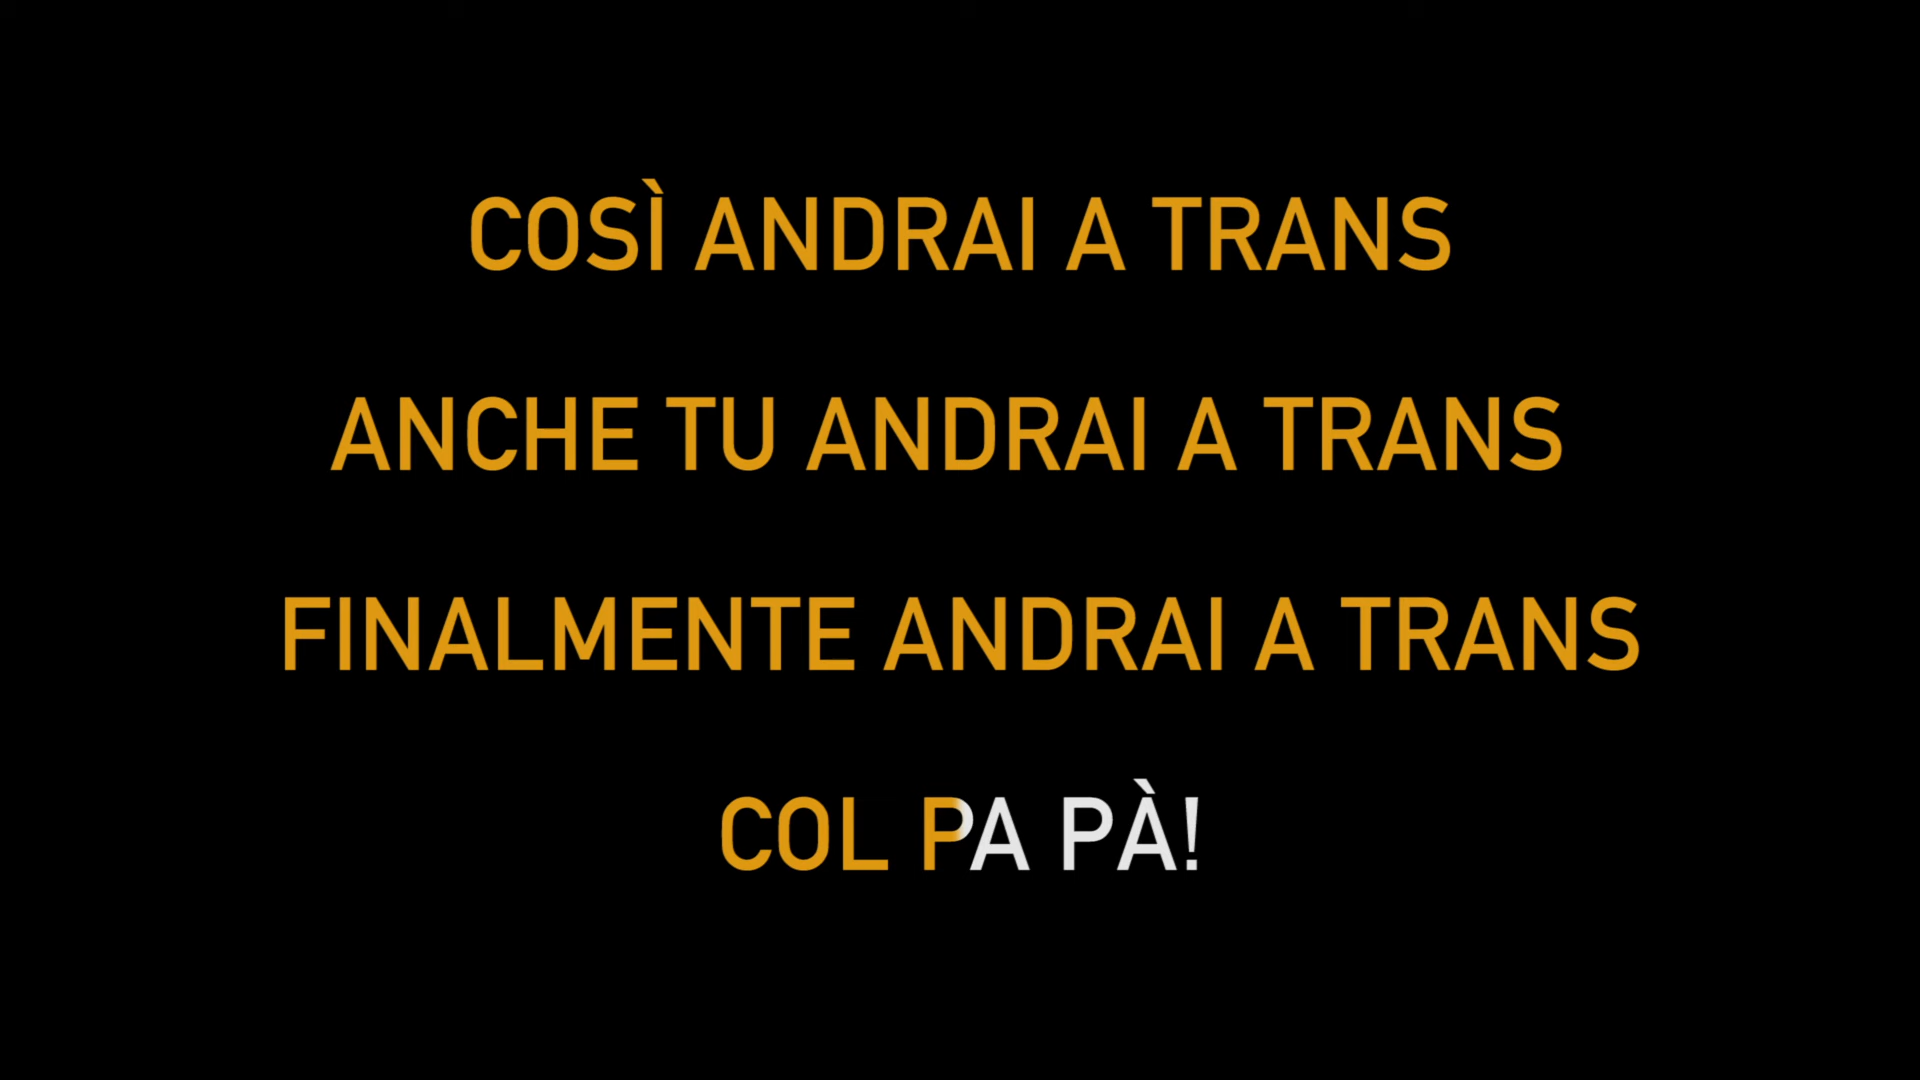 COSÌ ANDRAI A TRANS
ANCHE TU ANDRAI A TRANS
FINALMENTE ANDRAI A TRANS
COL PA PÀ!